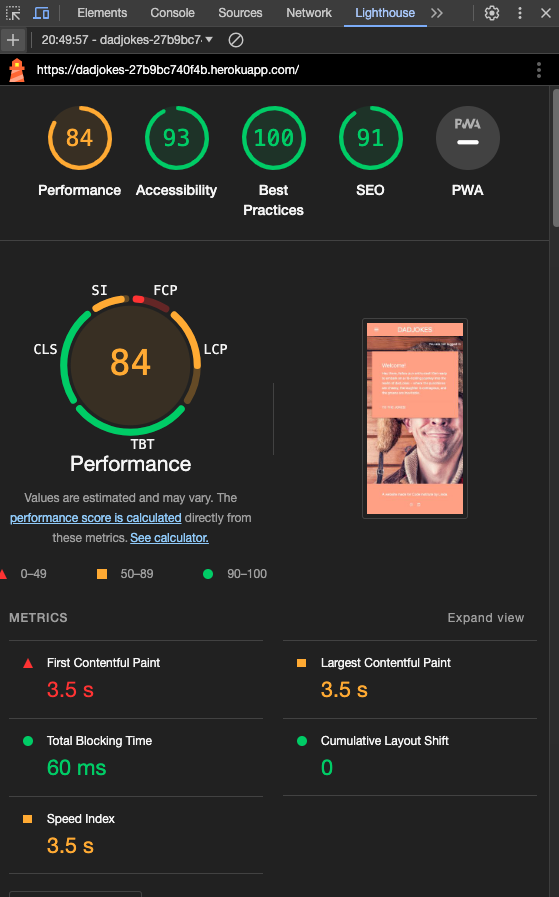 Elements Console Sources Network Lighthouse
20:49:57 - dadjokes-27b9bc7
https://dadjokes-27b9bc740f4b.herokuapp.com/
84 93 100 91 PWA
Performance Accessibility Best Practices SEO PWA
SI FCP
CLS LCP
84
TBT
Performance
DADJOKES
Welcome!
Values are estimated and may vary. The
performance score is calculated directly from
these metrics. See calculator.
0–49 50–89 90–100
METRICS Expand view
First Contentful Paint
3.5 s
Largest Contentful Paint
3.5 s
Total Blocking Time
60 ms
Cumulative Layout Shift
0
Speed Index
3.5 s